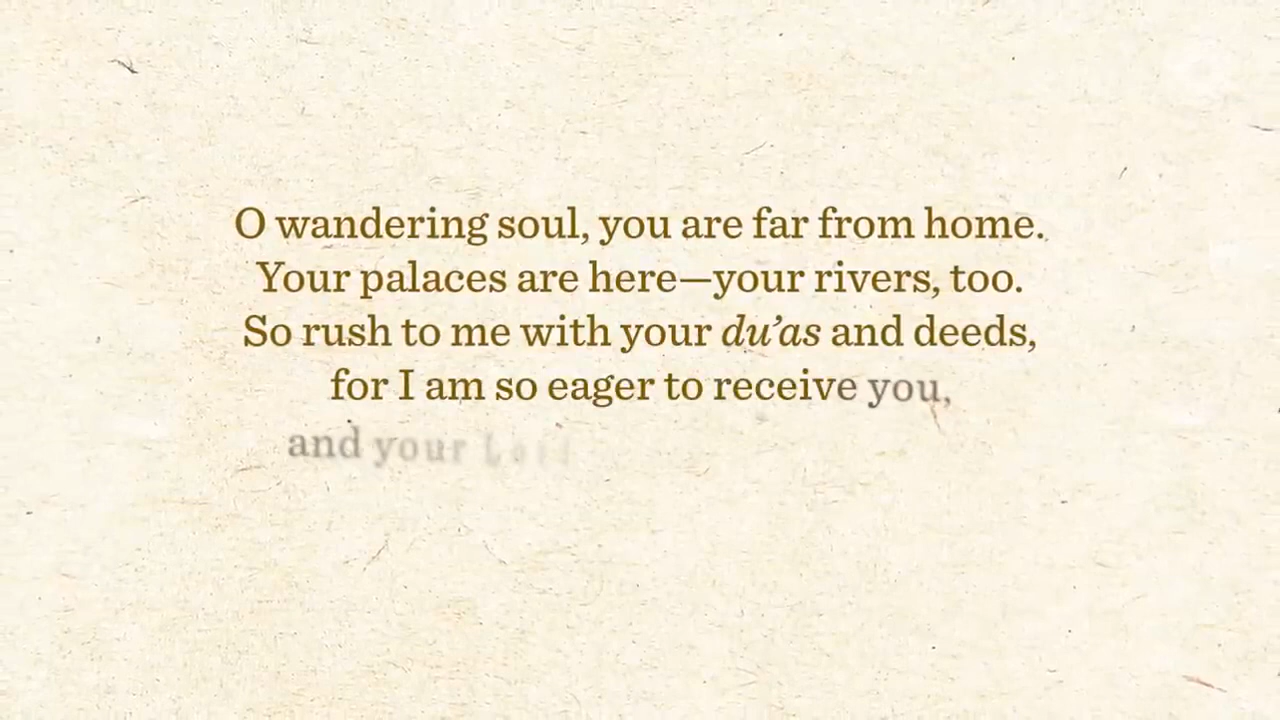 O wandering soul, you are far from home.
Your palaces are here—your rivers, too.
So rush to me with your du’as and deeds,
for I am so eager to receive you,
and your Lord